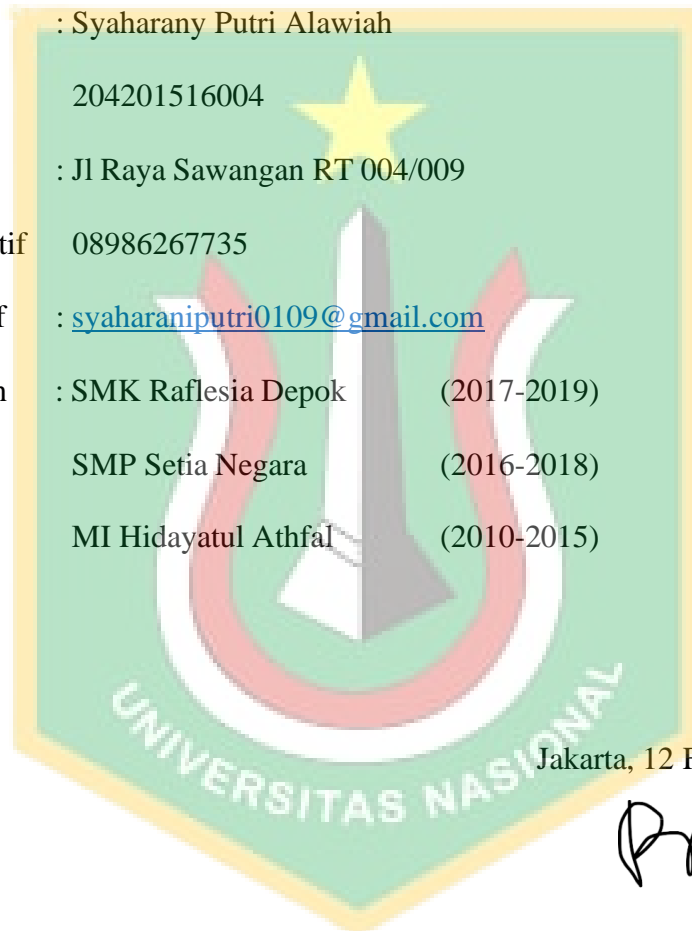 : Syaharany Putri Alawiah
204201516004
: Jl Raya Sawangan RT 004/009
tif 08986267735
f : syaharaniputri0109@gmail.com
n : SMK Raflesia Depok (2017-2019)
SMP Setia Negara (2016-2018)
MI Hidayatul Athfal (2010-2015)
Jakarta, 12 F
UNIVERSITAS NASIONAL